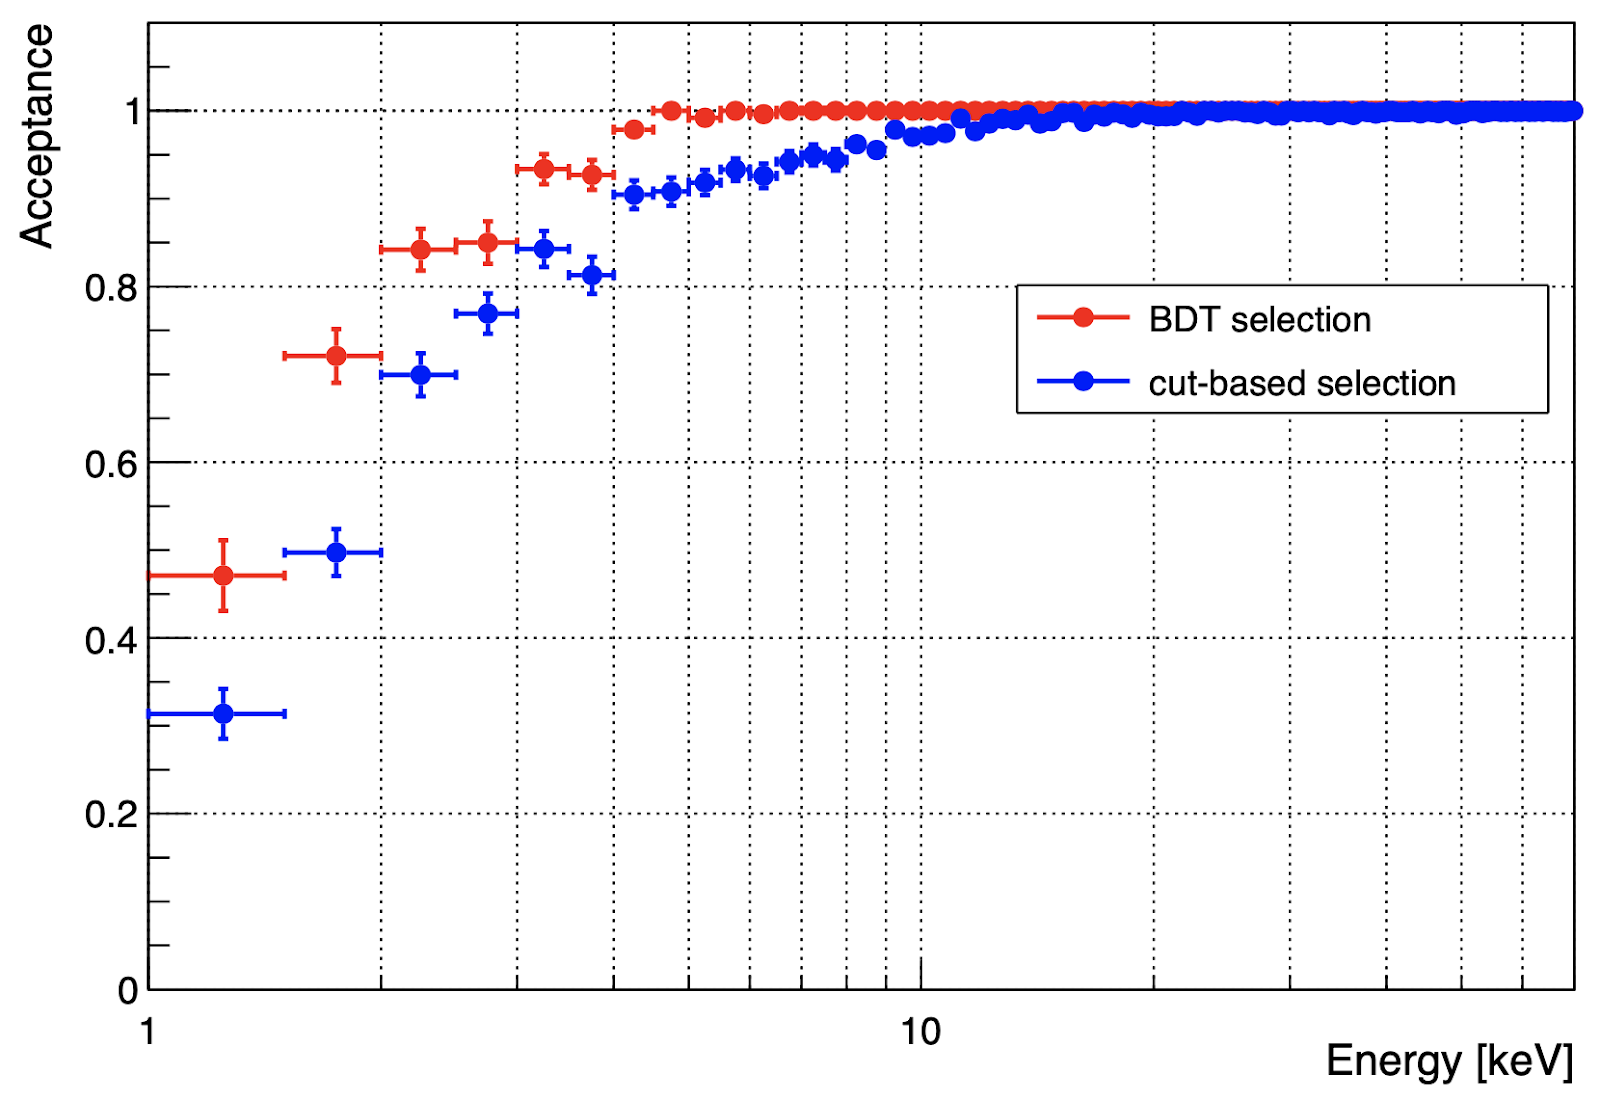 Acceptance
1
0.8
0.6
0.4
0.2
0
BDT selection
cut-based selection
1
10
Energy [keV]